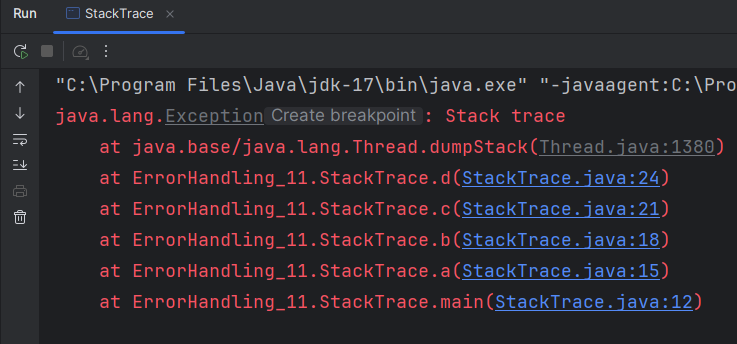 Run StackTrace
"C:\Program Files\Java\jdk-17\bin\java.exe" "-javaagent:C:\Pro
java.lang.Exception Create breakpoint : Stack trace
at java.base/java.lang.Thread.dumpStack(Thread.java:1380)
at ErrorHandling_11.StackTrace.d(StackTrace.java:24)
at ErrorHandling_11.StackTrace.c(StackTrace.java:21)
at ErrorHandling_11.StackTrace.b(StackTrace.java:18)
at ErrorHandling_11.StackTrace.a(StackTrace.java:15)
at ErrorHandling_11.StackTrace.main(StackTrace.java:12)